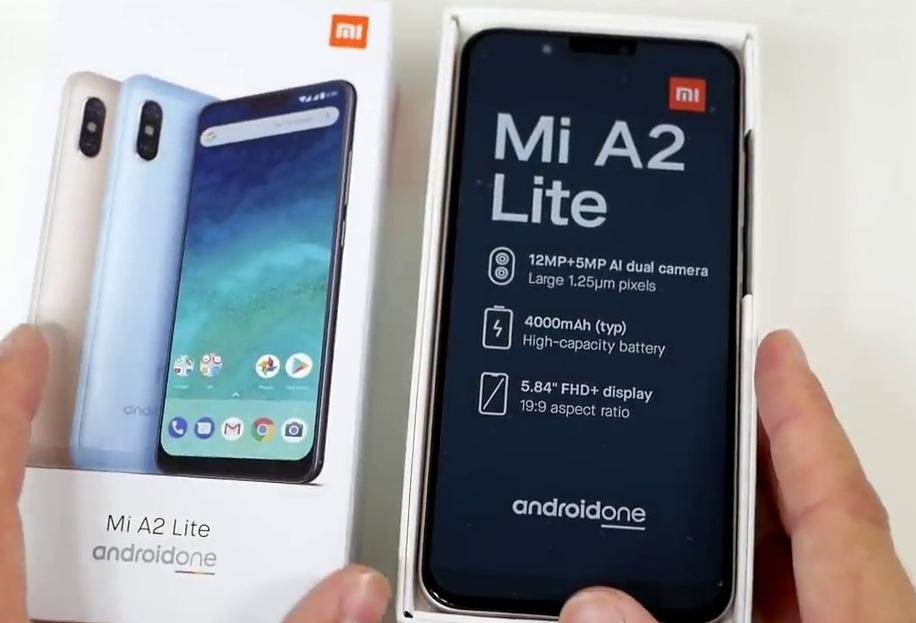 mi
Mi A2 Lite
androidone
mi
Mi A2
Lite
12MP+5MP AI dual camera
Large 1.25μm pixels
4000mAh (typ)
High-capacity battery
5.84" FHD+ display
19:9 aspect ratio
androidone